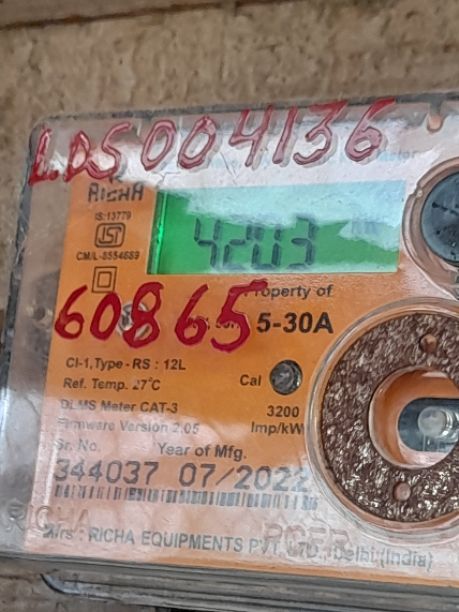 LDS004136
RICHA
IS:13779
ISI
CM/L-8554689
4203
Property of
60865
5-30A
Cl-1,Type - RS : 12L
Ref. Temp. 27°C
Cal
DLMS Meter CAT-3
3200
Firmware Version 2.05
Imp/kW
Sr. No.
Year of Mfg.
344037 07/2022
Mfrs : RICHA EQUIPMENTS PVT. LTD., Delhi (India)